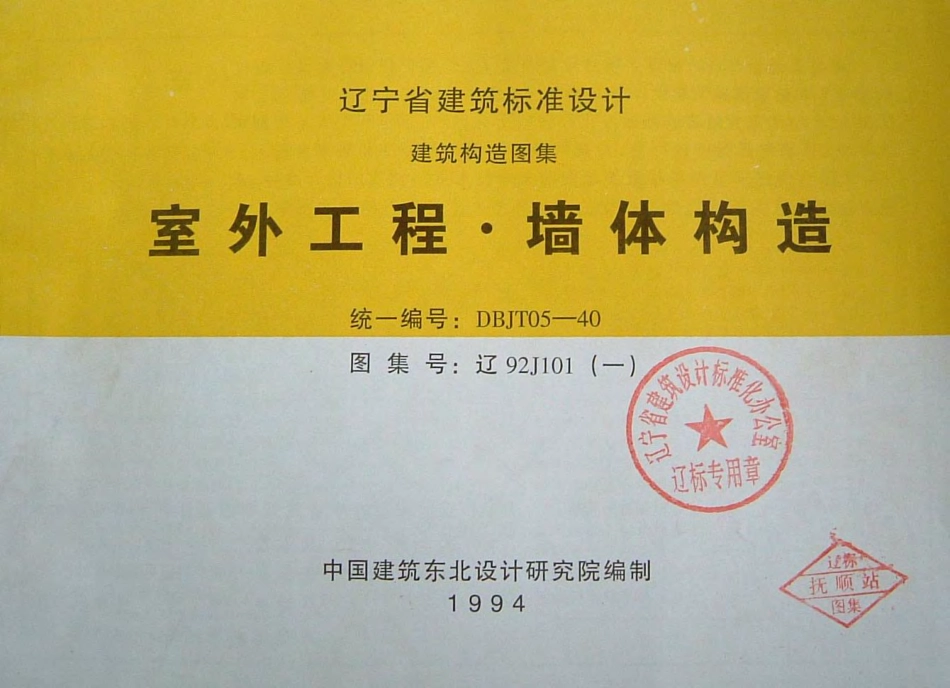 辽宁省建筑标准设计
建筑构造图集
室外工程·墙体构造
统一编号：DBJT05—40
图集号：辽92J101（一）
辽宁省建筑设计标准化办公室
辽标专用章
中国建筑东北设计研究院编制
1994
辽标
抚顺站
图集